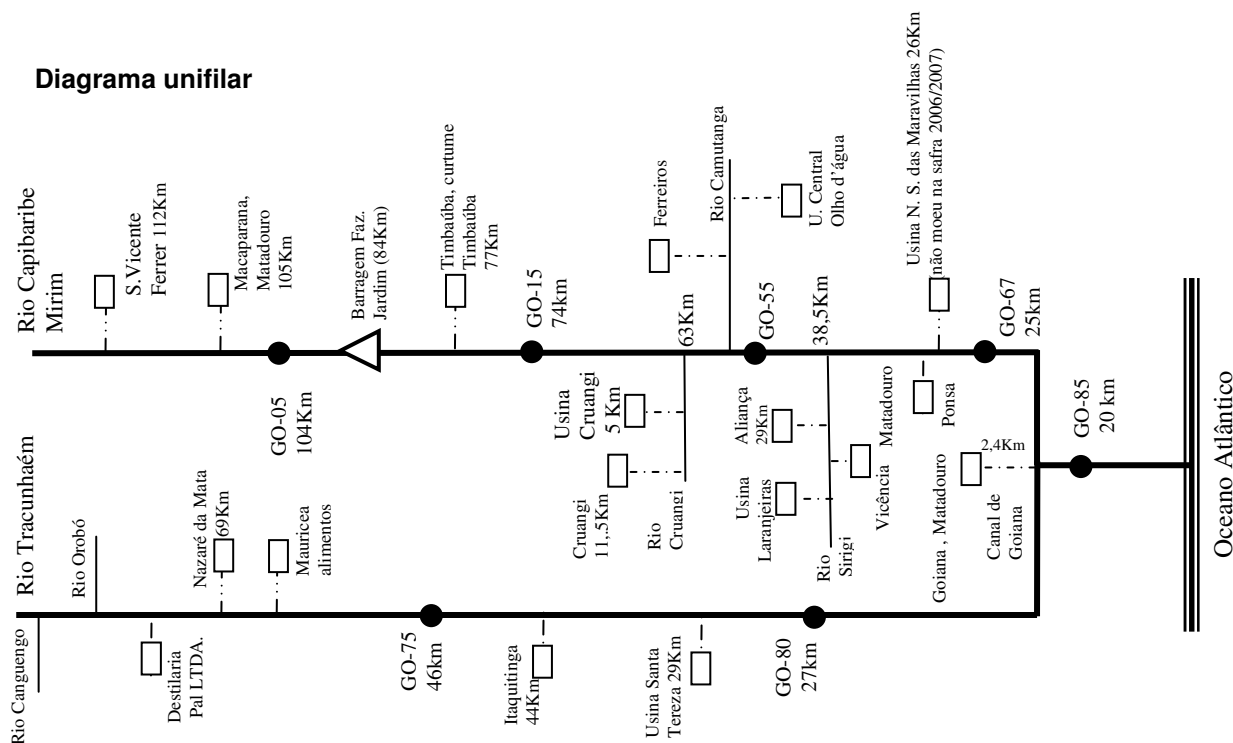 Diagrama unifilar
Rio Capibaribe
Mirim
S.Vicente
Ferrer 112Km
Macaparana,
Matadouro
105Km
GO-05
104Km
Barragem Faz.
Jardim (84Km)
Timbaúba, curtume
Timbaúba
77Km
GO-15
74km
63Km
Usina
Cruangi
5 Km
Cruangi
11,.5Km
Rio
Cruangi
Ferreiros
Rio Camutanga
U. Central
Olho d'água
GO-55
38,5Km
Aliança
29Km
Usina
Laranjeiras
Rio
Sirigi
Matadouro
Vicência
Usina N. S. das Maravilhas 26Km
(não moeu na safra 2006/2007)
Ponsa
GO-67
25km
Goiana , Matadouro
2,4Km
Canal de
Goiana
GO-85
20 km
Oceano Atlântico
Rio Tracunhaém
Rio Canguengo
Rio Orobó
Destilaria
Pal LTDA.
Nazaré da Mata
69Km
Mauricea
alimentos
GO-75
46km
Itaquitinga
44Km
Usina Santa
Tereza 29Km
GO-80
27km